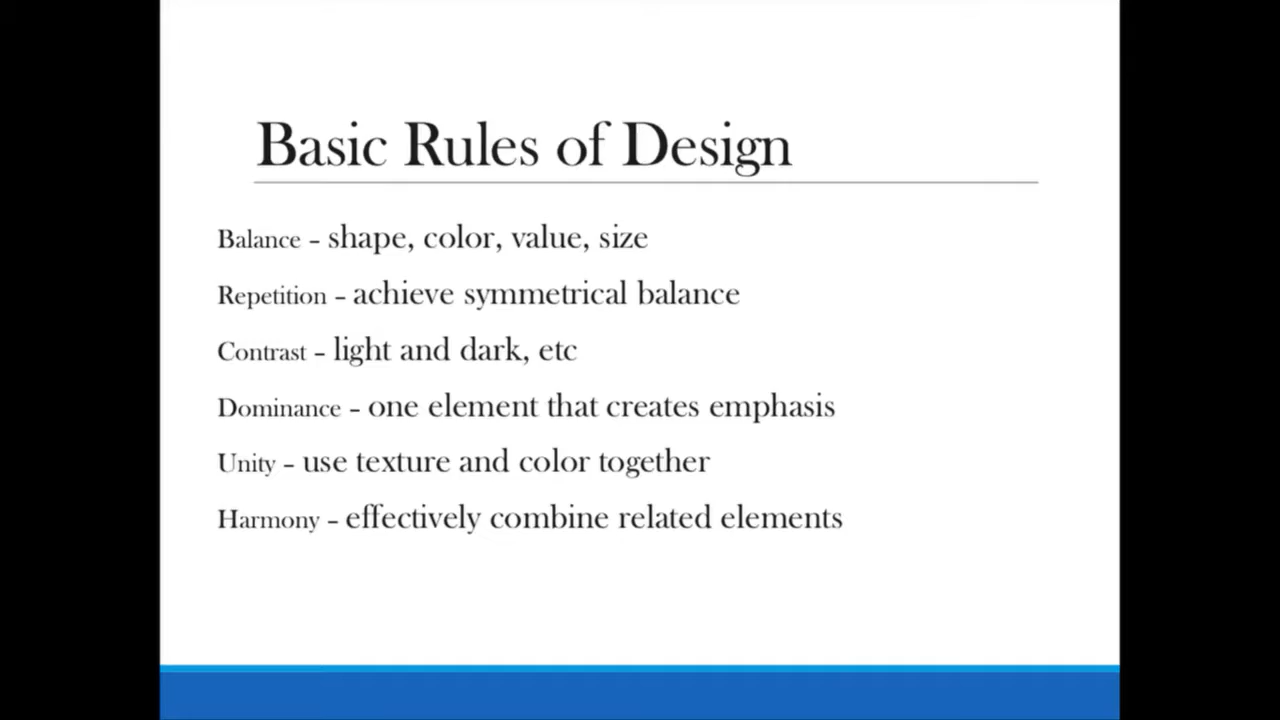 Basic Rules of Design
Balance – shape, color, value, size
Repetition – achieve symmetrical balance
Contrast – light and dark, etc
Dominance – one element that creates emphasis
Unity – use texture and color together
Harmony – effectively combine related elements